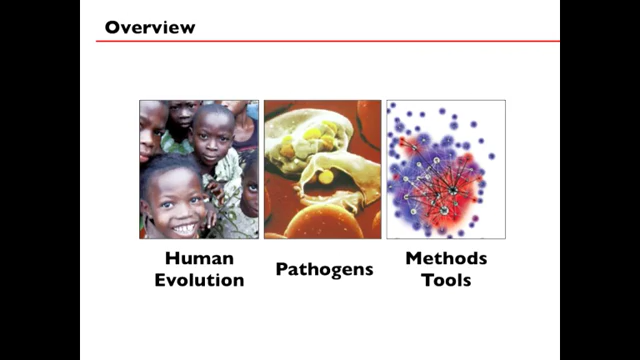 Overview
Human
Evolution
Pathogens
Methods
Tools